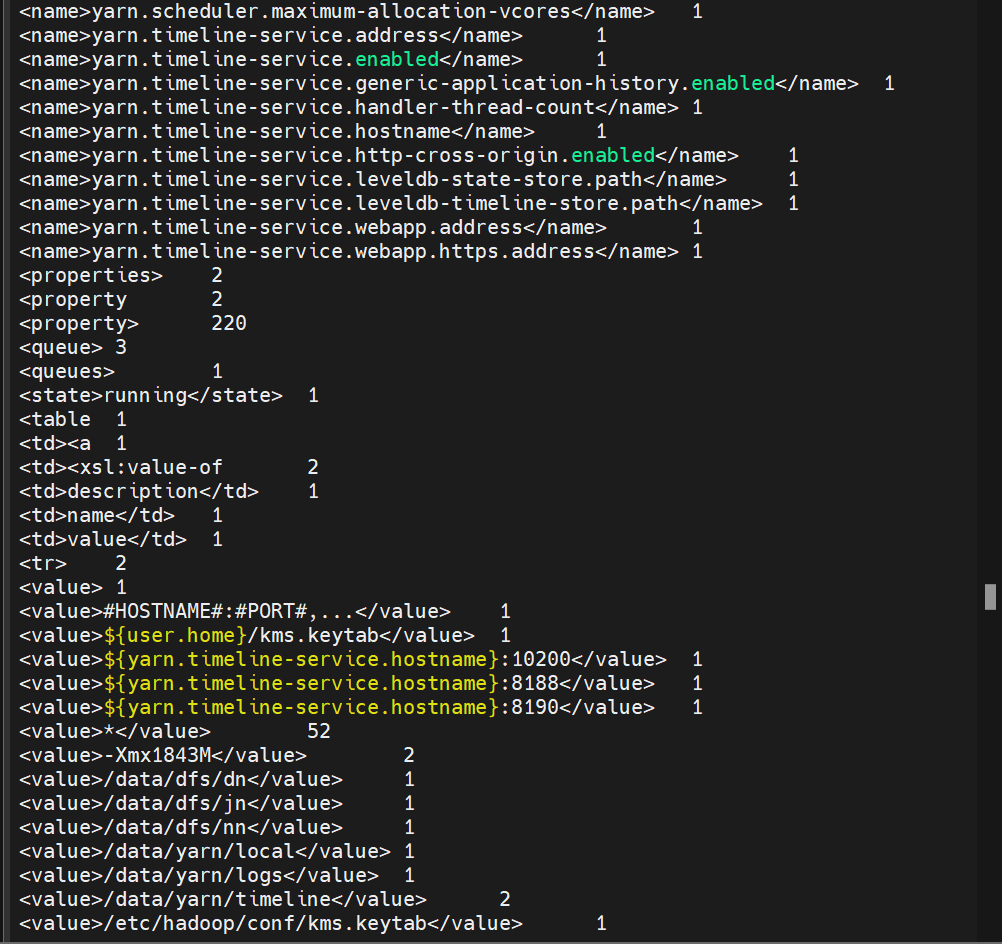 <name>yarn.scheduler.maximum-allocation-vcores</name>	1
<name>yarn.timeline-service.address</name>	1
<name>yarn.timeline-service.enabled</name>	1
<name>yarn.timeline-service.generic-application-history.enabled</name>	1
<name>yarn.timeline-service.handler-thread-count</name>	1
<name>yarn.timeline-service.hostname</name>	1
<name>yarn.timeline-service.http-cross-origin.enabled</name>	1
<name>yarn.timeline-service.leveldb-state-store.path</name>	1
<name>yarn.timeline-service.leveldb-timeline-store.path</name>	1
<name>yarn.timeline-service.webapp.address</name>	1
<name>yarn.timeline-service.webapp.https.address</name>	1
<properties>	2
<property	2
<property>	220
<queue>	3
<queues>	1
<state>running</state>	1
<table	1
<td><a	1
<td><xsl:value-of	2
<td>description</td>	1
<td>name</td>	1
<td>value</td>	1
<tr>	2
<value>	1
<value>#HOSTNAME#:#PORT#,...</value>	1
<value>${user.home}/kms.keytab</value>	1
<value>${yarn.timeline-service.hostname}:10200</value>	1
<value>${yarn.timeline-service.hostname}:8188</value>	1
<value>${yarn.timeline-service.hostname}:8190</value>	1
<value>*</value>	52
<value>-Xmx1843M</value>	2
<value>/data/dfs/dn</value>	1
<value>/data/dfs/jn</value>	1
<value>/data/dfs/nn</value>	1
<value>/data/yarn/local</value>	1
<value>/data/yarn/logs</value>	1
<value>/data/yarn/timeline</value>	2
<value>/etc/hadoop/conf/kms.keytab</value>	1